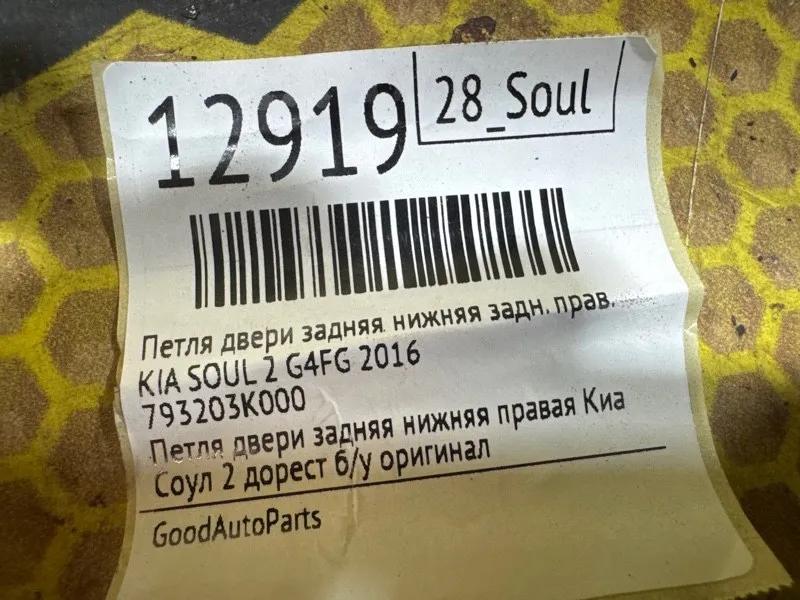 12919
28_Soul
Петля двери задняя нижняя задн. прав.
KIA SOUL 2 G4FG 2016
793203K000
Петля двери задняя нижняя правая Киа
Соул 2 дорест б/у оригинал
GoodAutoParts